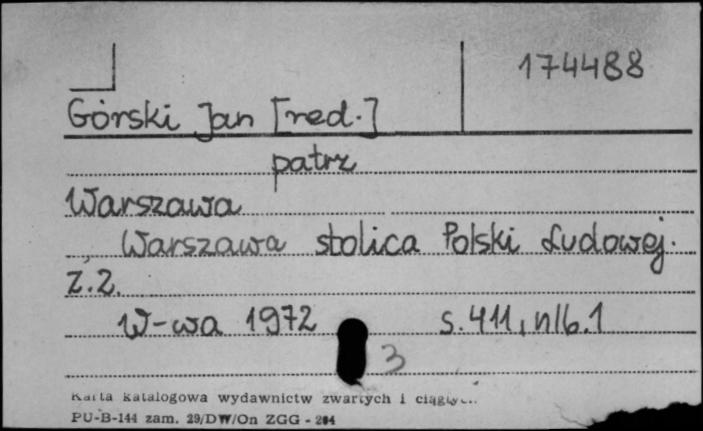 174488
Górski Jan [red.]
patrz
Warszawa
Warszawa stolica Polski Ludowej.
Z.2.
W-wa 1972 s.411, nlb.1
3
Karta katalogowa wydawnictw zwartych i ciągłych
PU-B-144 zam. 29/DW/On ZGG - 204